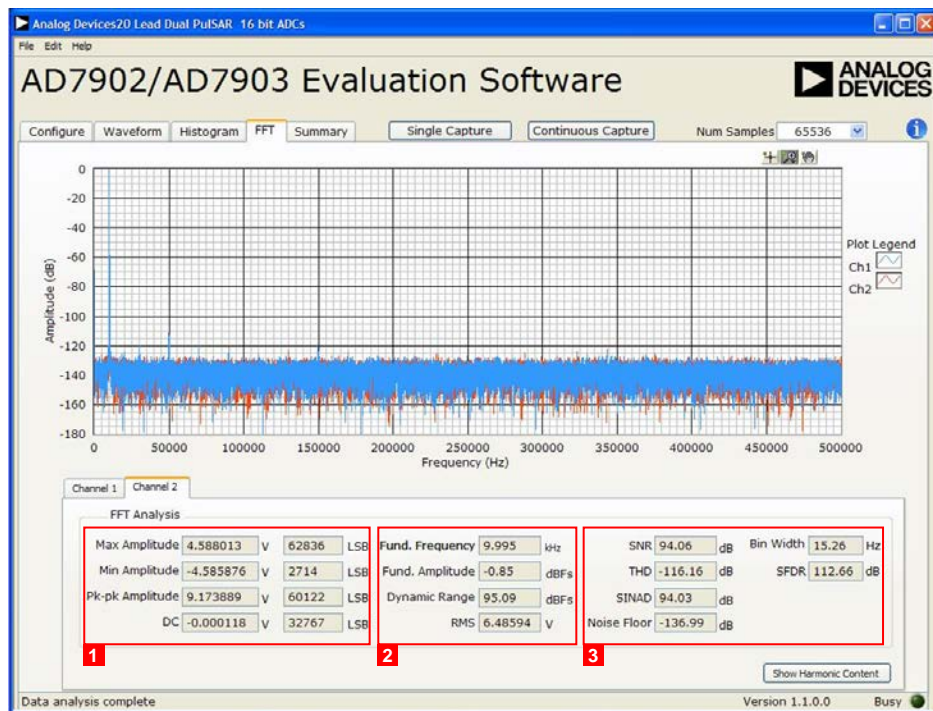 Analog Devices20 Lead Dual PulSAR 16 bit ADCs
File Edit Help
AD7902/AD7903 Evaluation Software
ANALOG DEVICES
Configure Waveform Histogram FFT Summary Single Capture Continuous Capture Num Samples 65536 i
Amplitude (dB)
0
-20
-40
-60
-80
-100
-120
-140
-160
-180
0 50000 100000 150000 200000 250000 300000 350000 400000 450000 500000
Frequency (Hz)
Plot Legend
Ch1
Ch2
Channel 1 Channel 2
FFT Analysis
Max Amplitude 4.588013 V 62836 LSB
Min Amplitude -4.585876 V 2714 LSB
Pk-pk Amplitude 9.173889 V 60122 LSB
DC -0.000118 V 32767 LSB
1
Fund. Frequency 9.995 kHz
Fund. Amplitude -0.85 dBFs
Dynamic Range 95.09 dBFs
RMS 6.48594 V
2
SNR 94.06 dB Bin Width 15.26 Hz
THD -116.16 dB SFDR 112.66 dB
SINAD 94.03 dB
Noise Floor -136.99 dB
3
Show Harmonic Content
Data analysis complete Version 1.1.0.0 Busy